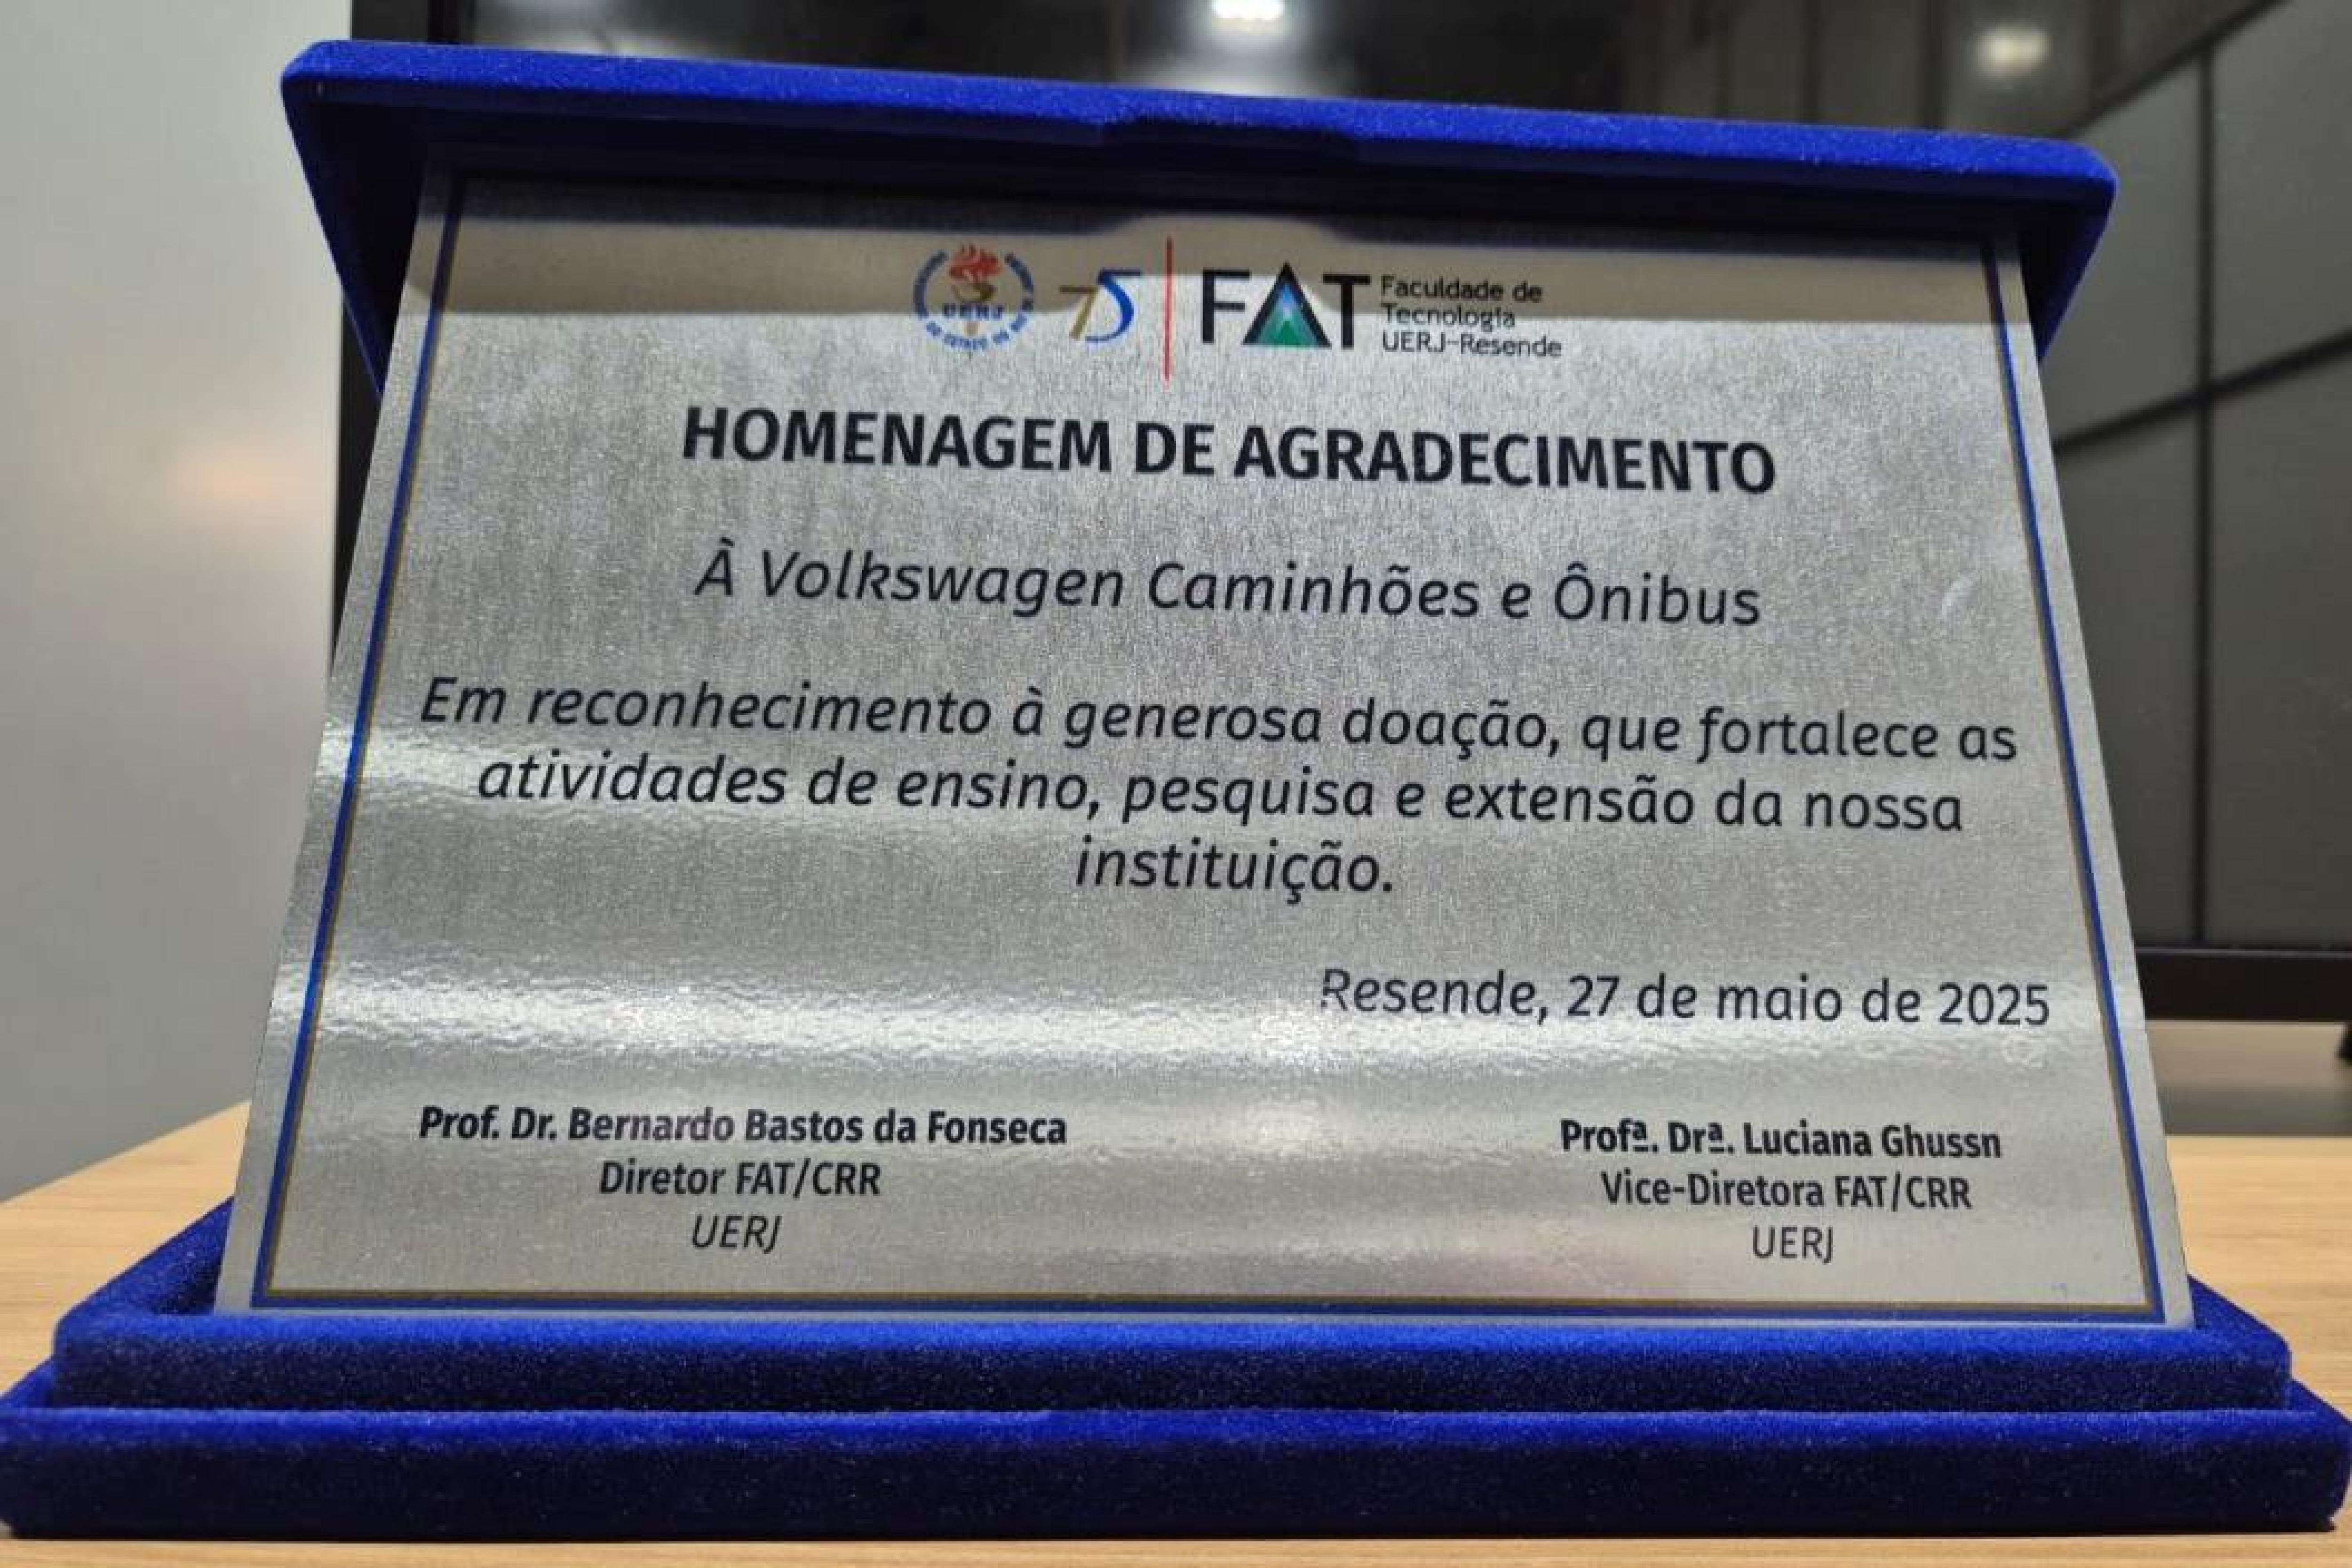 UERJ
75
FAT
Faculdade de
Tecnologia
UERJ-Resende
HOMENAGEM DE AGRADECIMENTO
À Volkswagen Caminhões e Ônibus
Em reconhecimento à generosa doação, que fortalece as
atividades de ensino, pesquisa e extensão da nossa
instituição.
Resende, 27 de maio de 2025
Prof. Dr. Bernardo Bastos da Fonseca
Diretor FAT/CRR
UERJ
Profª. Drª. Luciana Ghussn
Vice-Diretora FAT/CRR
UERJ